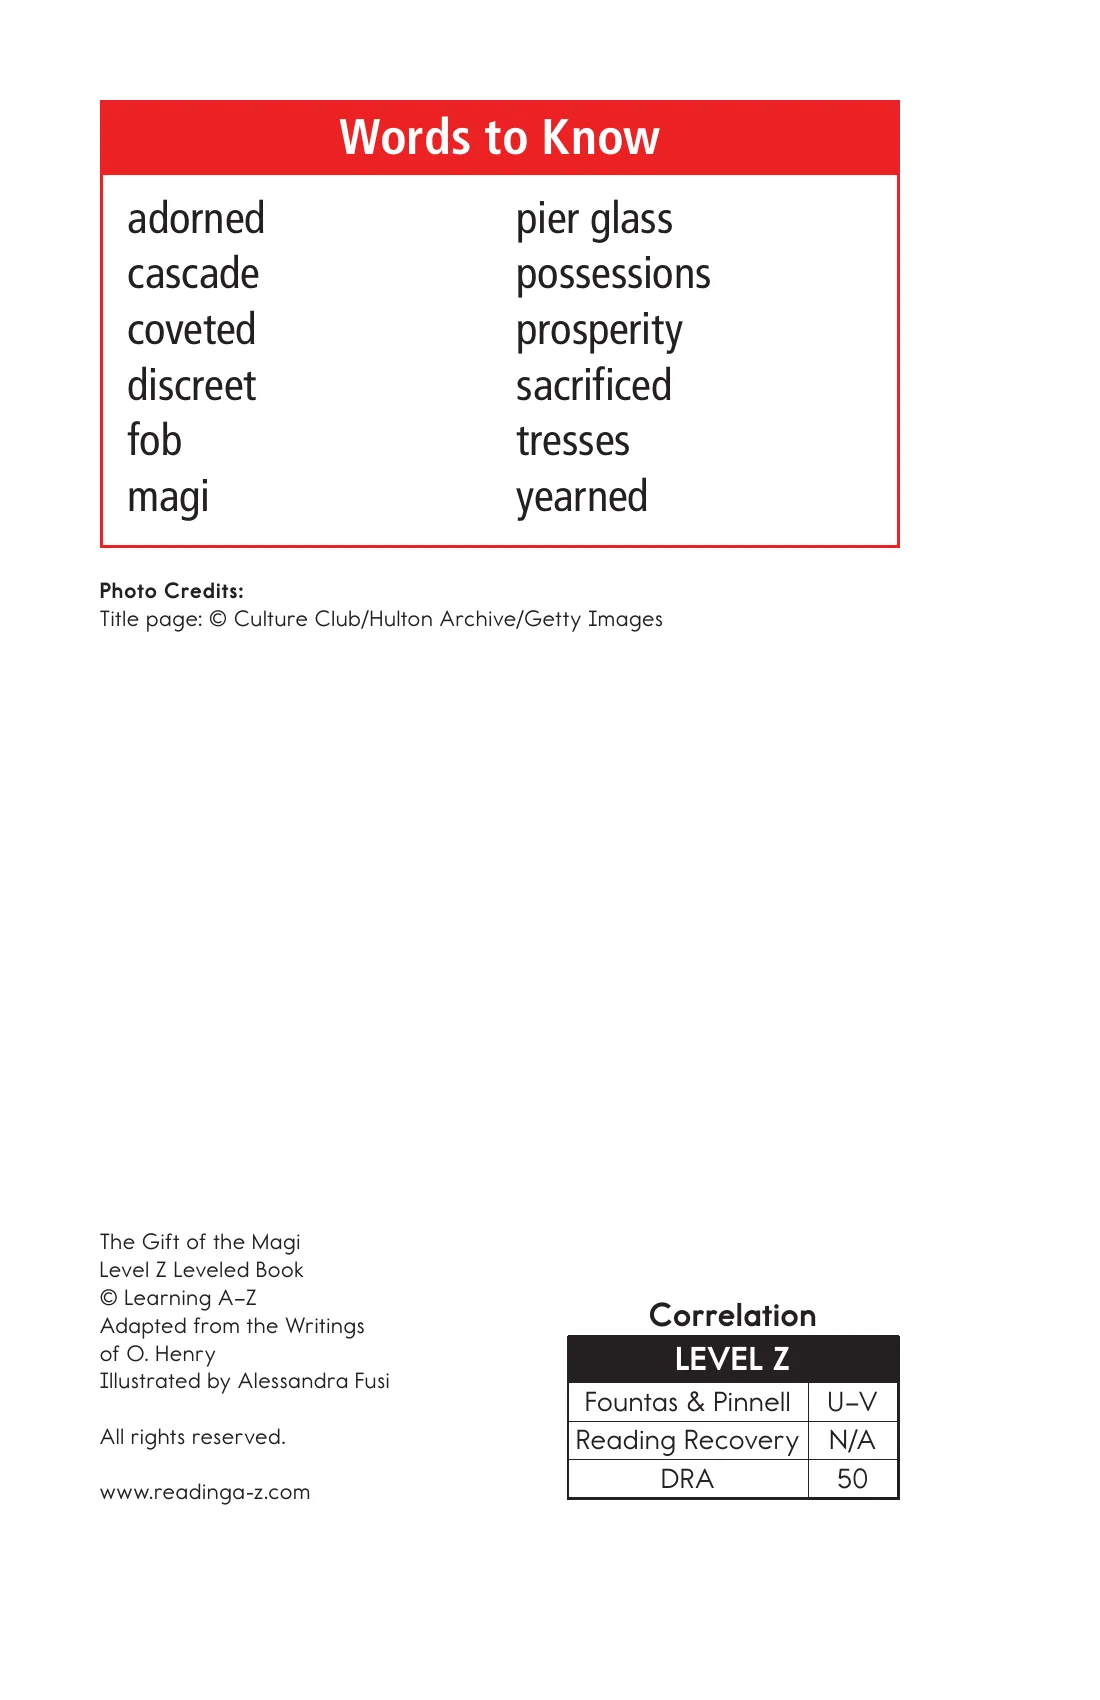 Words to Know
adorned
cascade
coveted
discreet
fob
magi
pier glass
possessions
prosperity
sacrificed
tresses
yearned
Photo Credits:
Title page: © Culture Club/Hulton Archive/Getty Images
The Gift of the Magi
Level Z Leveled Book
© Learning A–Z
Adapted from the Writings
of O. Henry
Illustrated by Alessandra Fusi
All rights reserved.
www.readinga-z.com
Correlation
LEVEL Z
Fountas & Pinnell U–V
Reading Recovery N/A
DRA 50